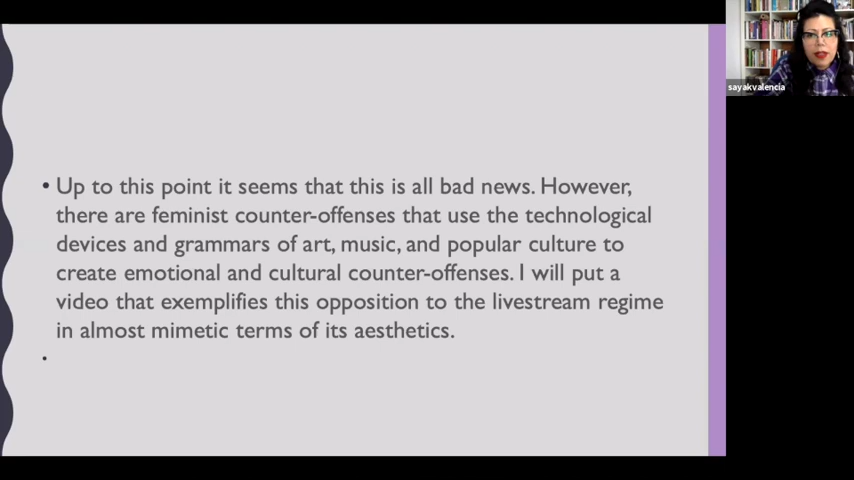 • Up to this point it seems that this is all bad news. However,
there are feminist counter-offenses that use the technological
devices and grammars of art, music, and popular culture to
create emotional and cultural counter-offenses. I will put a
video that exemplifies this opposition to the livestream regime
in almost mimetic terms of its aesthetics.
•
sayakvalencia